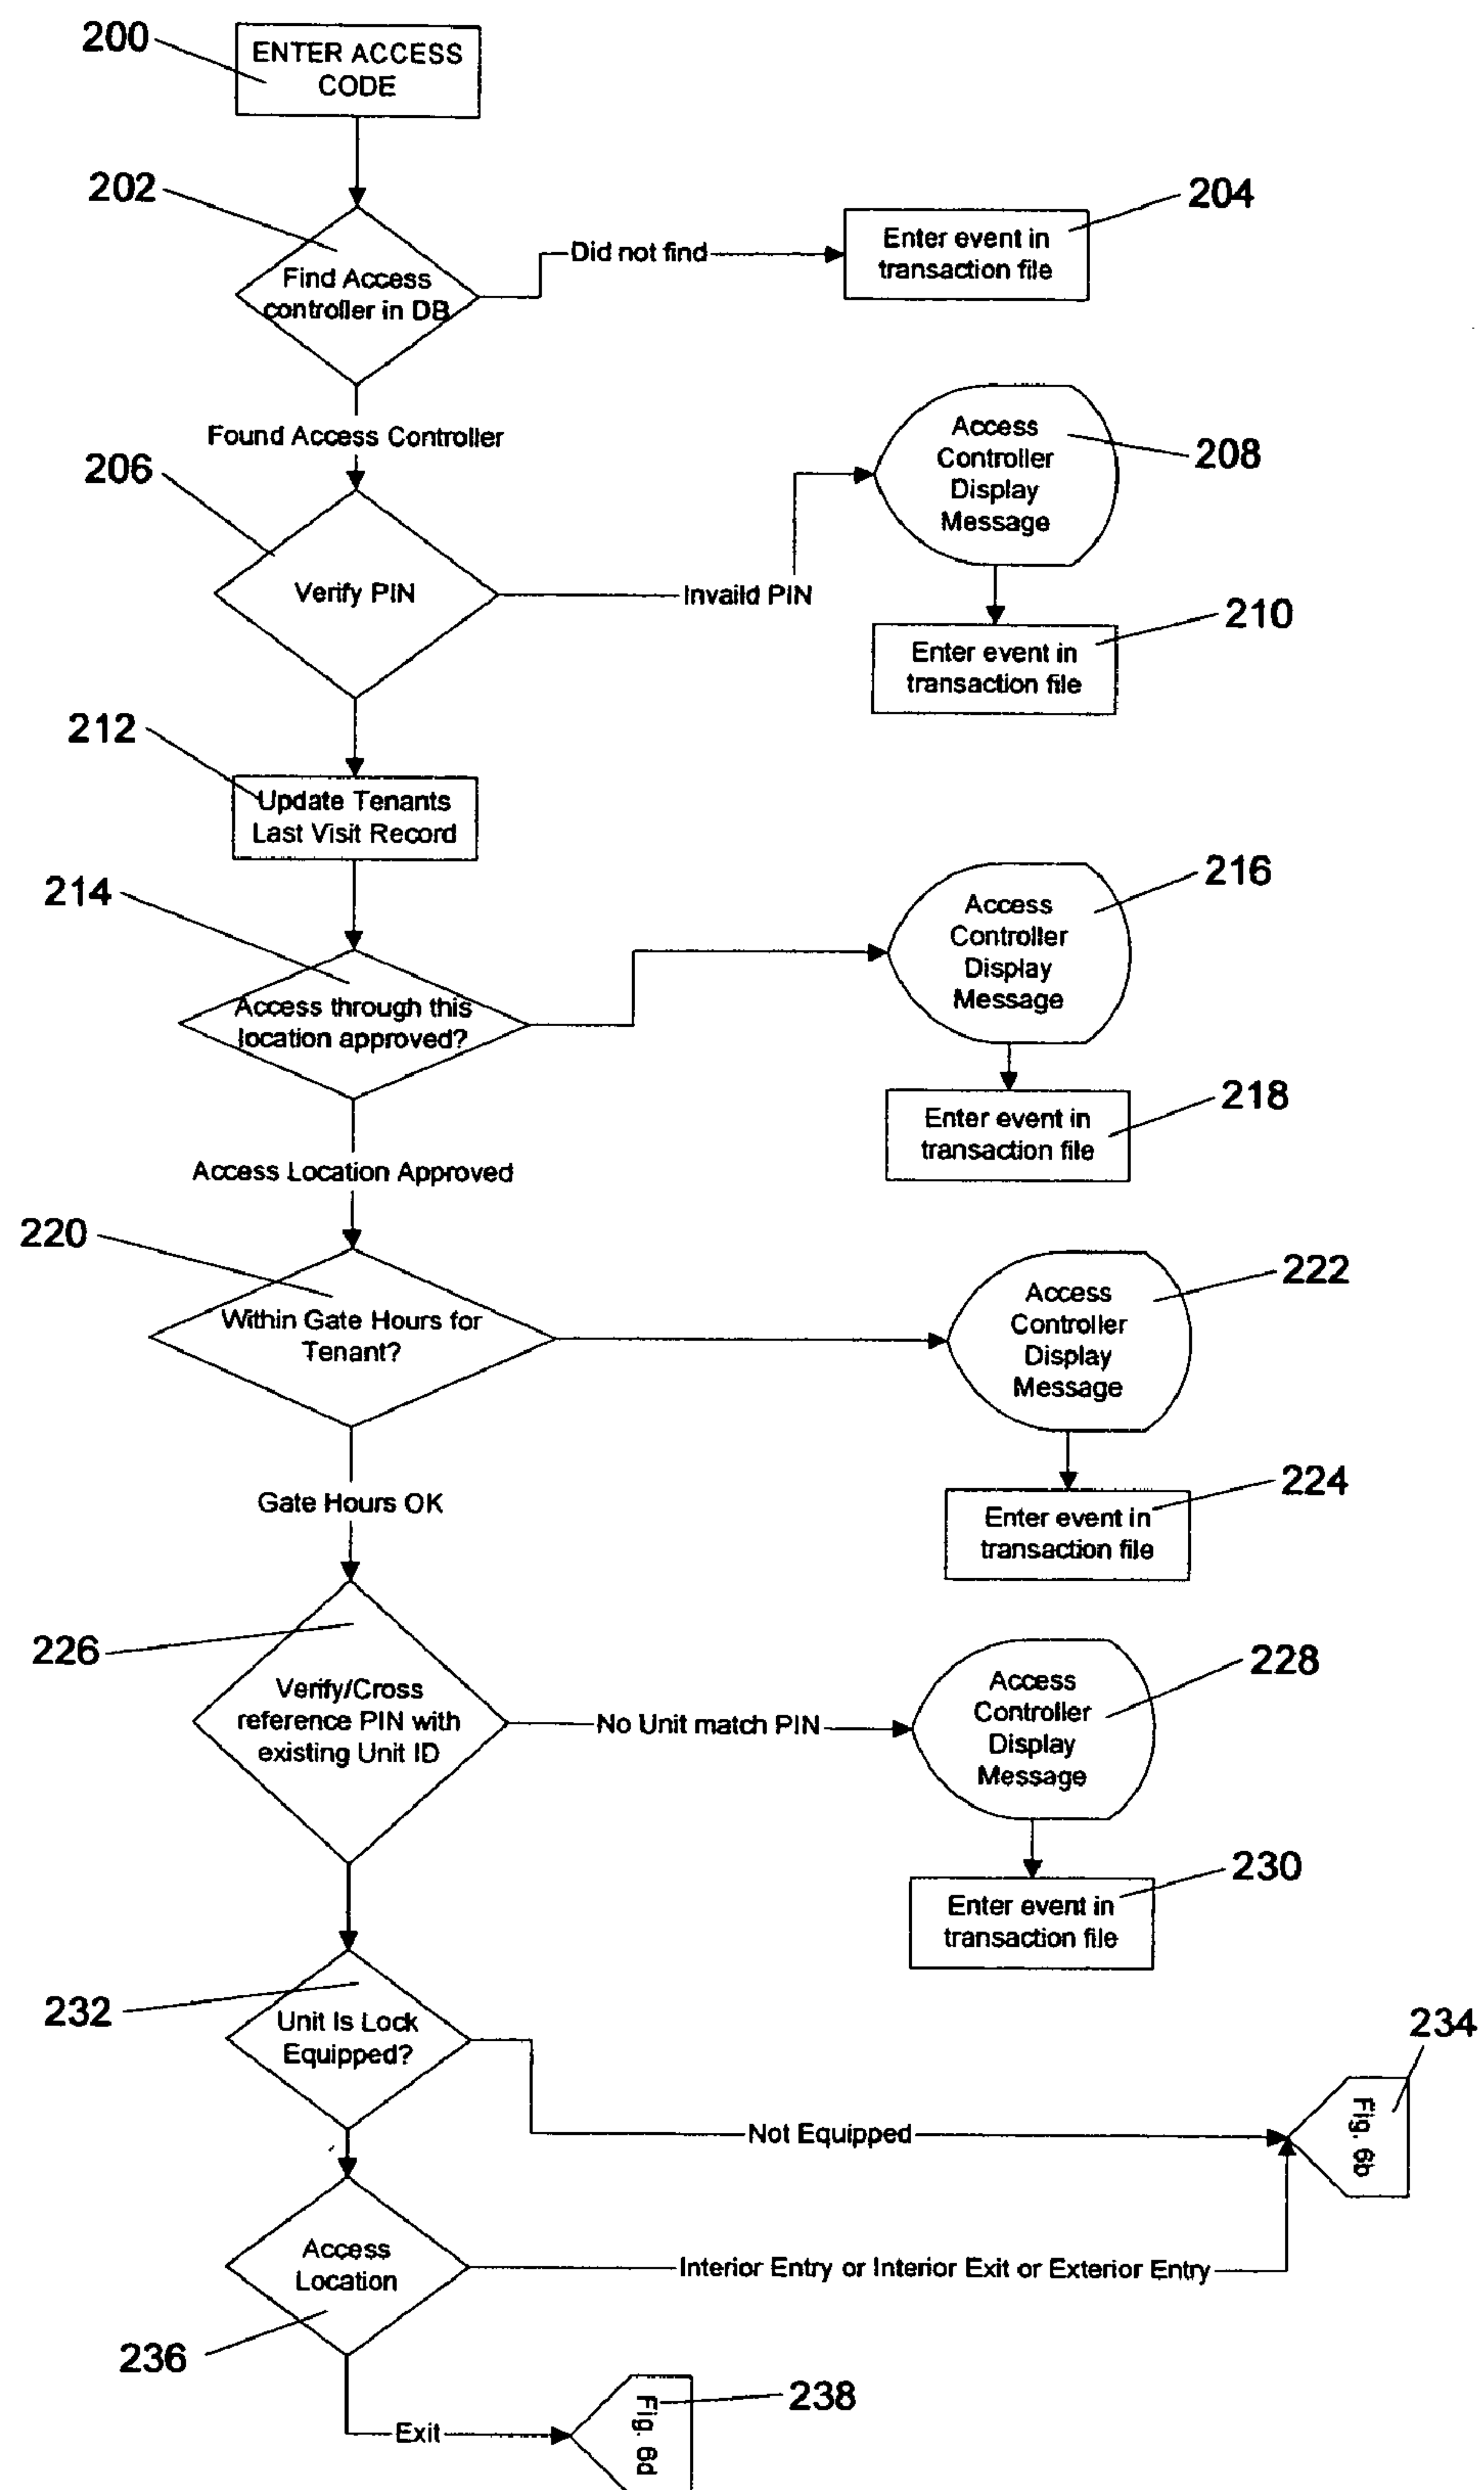 200
ENTER ACCESS
CODE
202
Find Access
controller in DB
Did not find
204
Enter event in
transaction file
Found Access Controller
206
Verify PIN
Invaild PIN
208
Access
Controller
Display
Message
210
Enter event in
transaction file
212
Update Tenants
Last Visit Record
214
Access through this
location approved?
216
Access
Controller
Display
Message
218
Enter event in
transaction file
Access Location Approved
220
Within Gate Hours for
Tenant?
222
Access
Controller
Display
Message
224
Enter event in
transaction file
Gate Hours OK
226
Verify/Cross
reference PIN with
existing Unit ID
No Unit match PIN
228
Access
Controller
Display
Message
230
Enter event in
transaction file
232
Unit Is Lock
Equipped?
Not Equipped
234
Fig. 6b
Access
Location
236
Interior Entry or Interior Exit or Exterior Entry
Exit
238
Fig. 6d